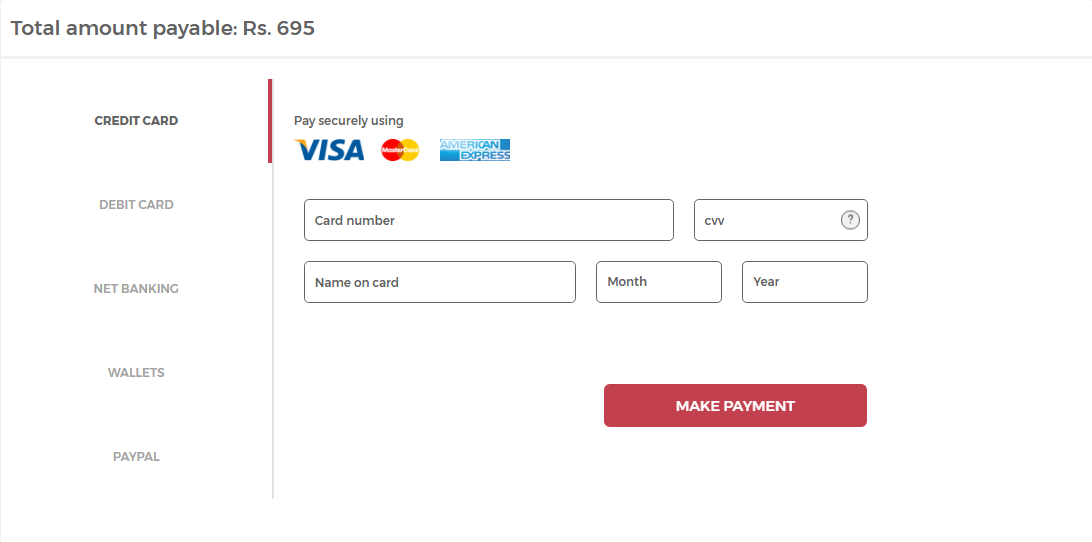 Total amount payable: Rs. 695
CREDIT CARD
DEBIT CARD
NET BANKING
WALLETS
PAYPAL
Pay securely using
VISA MasterCard AMERICAN EXPRESS
Card number
cvv ?
Name on card
Month
Year
MAKE PAYMENT